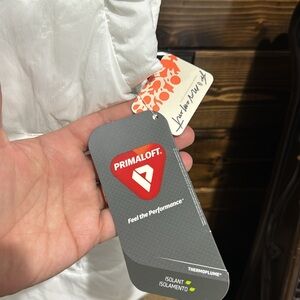 PRIMALOFT®
Feel the Performance®
THERMOPLUME®
ISOLANT
ISOLAMENTO